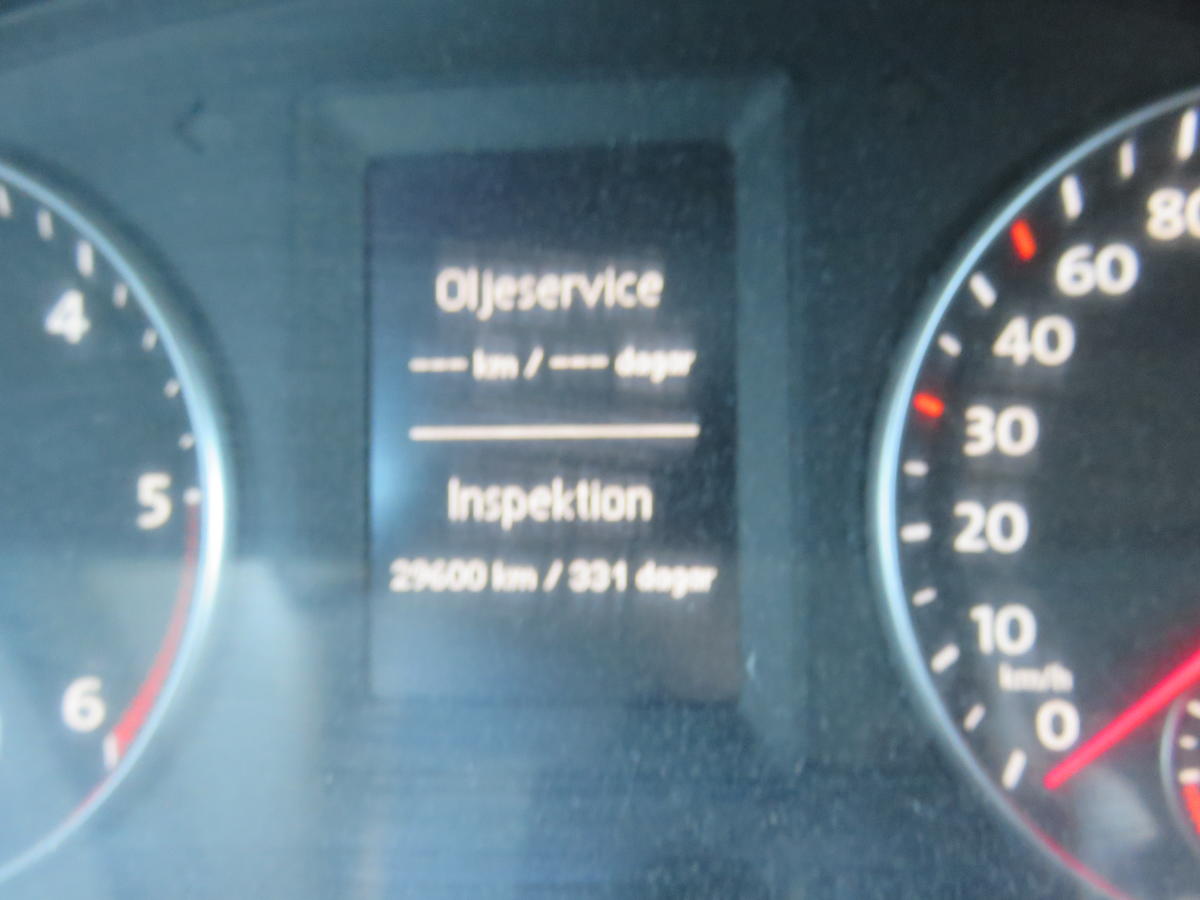 Oljeservice
--- km / --- dagar
Inspektion
29600 km / 331 dagar
4
5
6
80
60
40
30
20
10
km/h
0